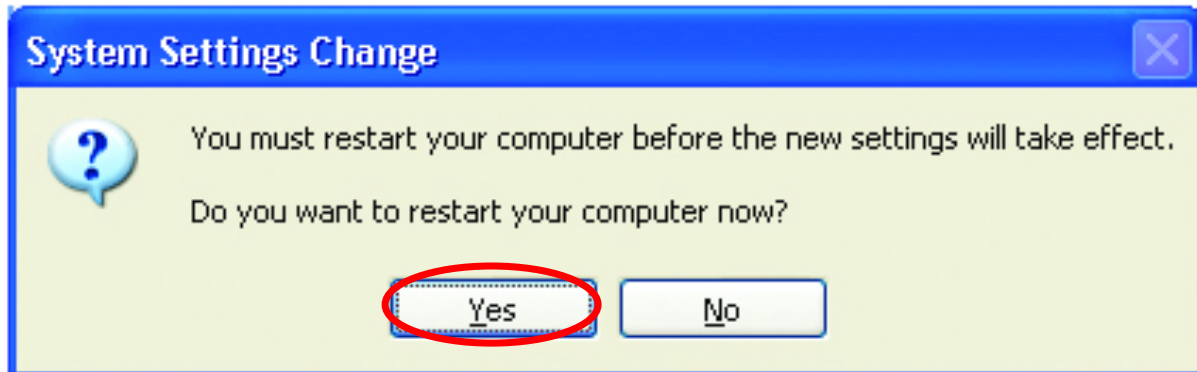 System Settings Change
You must restart your computer before the new settings will take effect.
Do you want to restart your computer now?
Yes
No